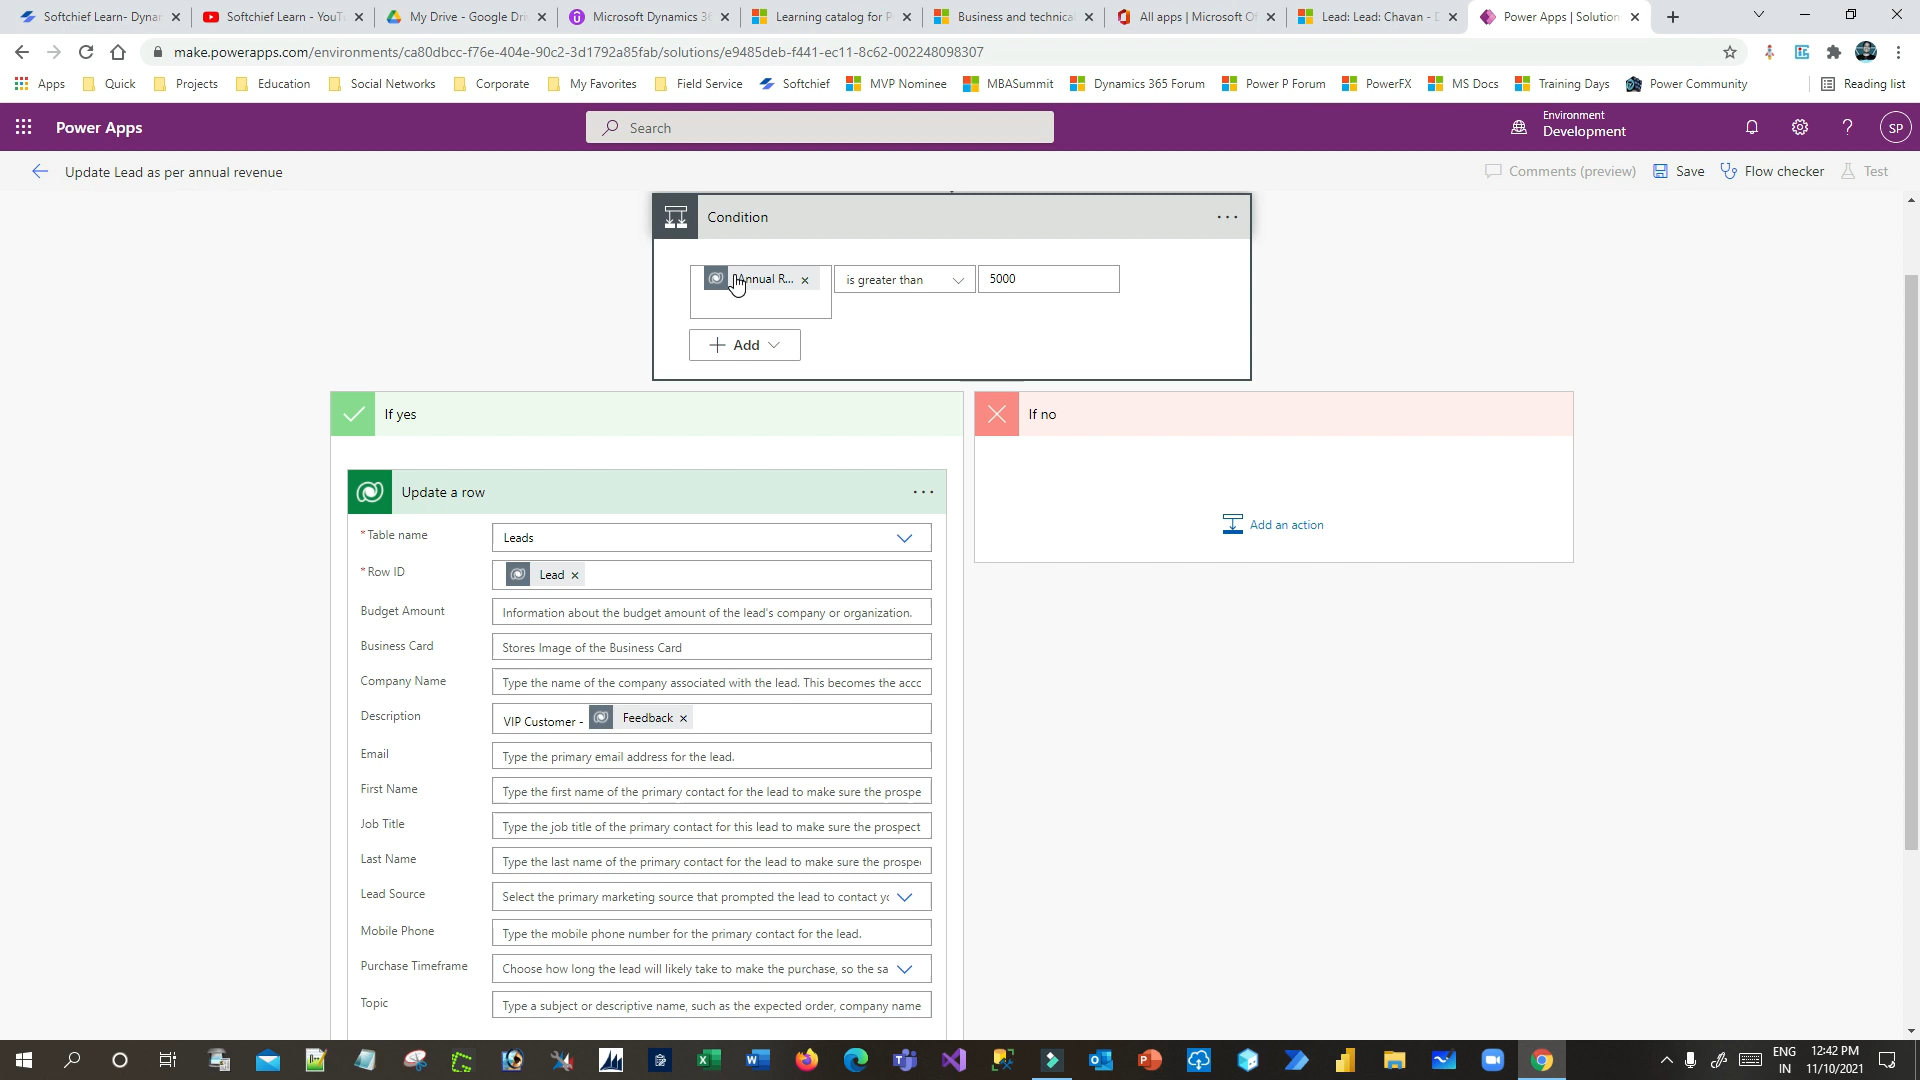 Softchief Learn- Dynar
Softchief Learn - YouT
My Drive - Google Dri
Microsoft Dynamics 36
Learning catalog for P
Business and technica
All apps | Microsoft Of
Lead: Lead: Chavan - D
Power Apps | Solution
make.powerapps.com/environments/ca80dbcc-f76e-404e-90c2-3d1792a85fab/solutions/e9485deb-f441-ec11-8c62-002248098307
Apps Quick Projects Education Social Networks Corporate My Favorites Field Service Softchief MVP Nominee MBASummit Dynamics 365 Forum Power P Forum PowerFX MS Docs Training Days Power Community Reading list
Power Apps
Search
Environment
Development
SP
Update Lead as per annual revenue
Comments (preview) Save Flow checker Test
Condition
Annual R... is greater than 5000
Add
If yes
If no
Update a row
Add an action
* Table name Leads
* Row ID Lead
Budget Amount Information about the budget amount of the lead's company or organization.
Business Card Stores Image of the Business Card
Company Name Type the name of the company associated with the lead. This becomes the acco
Description VIP Customer - Feedback
Email Type the primary email address for the lead.
First Name Type the first name of the primary contact for the lead to make sure the prospe
Job Title Type the job title of the primary contact for this lead to make sure the prospect
Last Name Type the last name of the primary contact for the lead to make sure the prospe
Lead Source Select the primary marketing source that prompted the lead to contact yo
Mobile Phone Type the mobile phone number for the primary contact for the lead.
Purchase Timeframe Choose how long the lead will likely take to make the purchase, so the sa
Topic Type a subject or descriptive name, such as the expected order, company name
ENG
IN
12:42 PM
11/10/2021